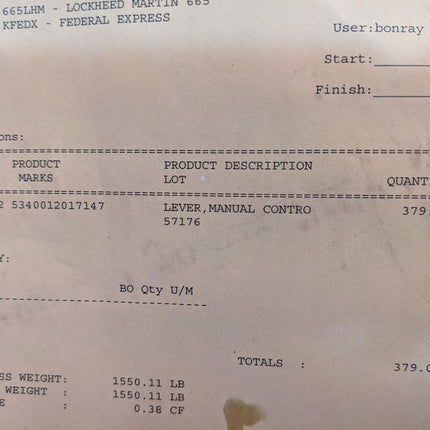 665LHM - LOCKHEED MARTIN 665
KFEDX - FEDERAL EXPRESS
User:bonray
Start:
Finish:
ons:
PRODUCT PRODUCT DESCRIPTION
MARKS LOT QUANT
2 5340012017147 LEVER,MANUAL CONTRO 379.
57176
Y:
BO Qty U/M
TOTALS : 379.0
SS WEIGHT: 1550.11 LB
WEIGHT : 1550.11 LB
E : 0.38 CF